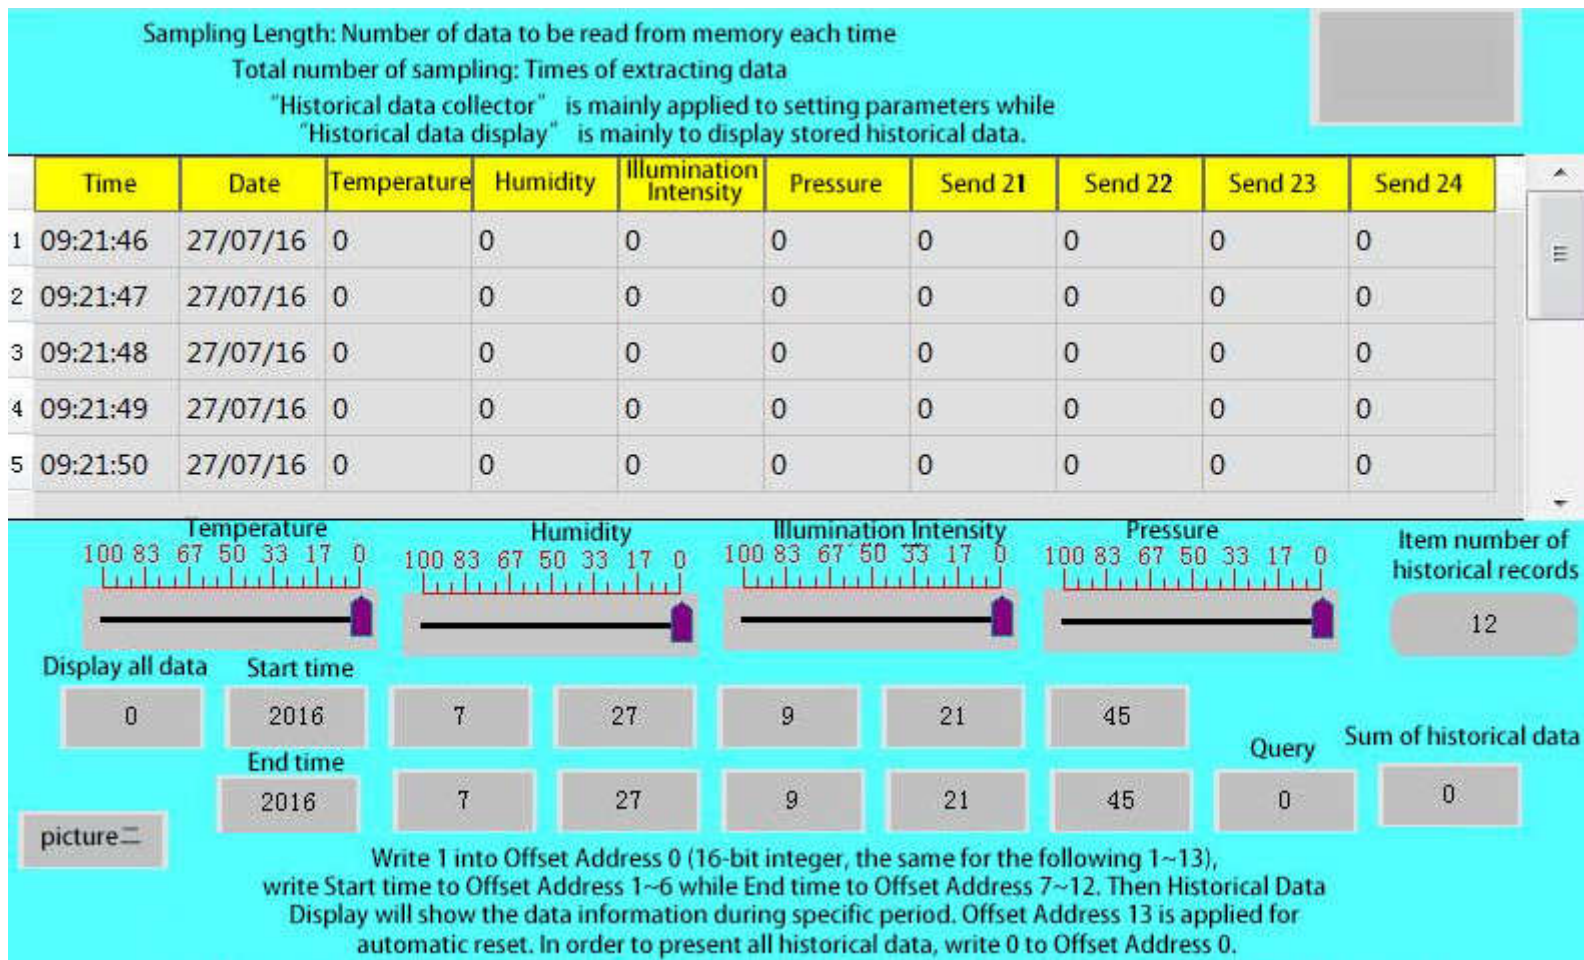 Sampling Length: Number of data to be read from memory each time
Total number of sampling: Times of extracting data
"Historical data collector" is mainly applied to setting parameters while
"Historical data display" is mainly to display stored historical data.
Time Date Temperature Humidity Illumination Intensity Pressure Send 21 Send 22 Send 23 Send 24
1 09:21:46 27/07/16 0 0 0 0 0 0 0 0
2 09:21:47 27/07/16 0 0 0 0 0 0 0 0
3 09:21:48 27/07/16 0 0 0 0 0 0 0 0
4 09:21:49 27/07/16 0 0 0 0 0 0 0 0
5 09:21:50 27/07/16 0 0 0 0 0 0 0 0
Temperature Humidity Illumination Intensity Pressure
100 83 67 50 33 17 0 100 83 67 50 33 17 0 100 83 67 50 33 17 0 100 83 67 50 33 17 0
Item number of
historical records
12
Display all data Start time
0 2016 7 27 9 21 45
End time Query Sum of historical data
2016 7 27 9 21 45 0 0
picture二
Write 1 into Offset Address 0 (16-bit integer, the same for the following 1~13),
write Start time to Offset Address 1~6 while End time to Offset Address 7~12. Then Historical Data
Display will show the data information during specific period. Offset Address 13 is applied for
automatic reset. In order to present all historical data, write 0 to Offset Address 0.